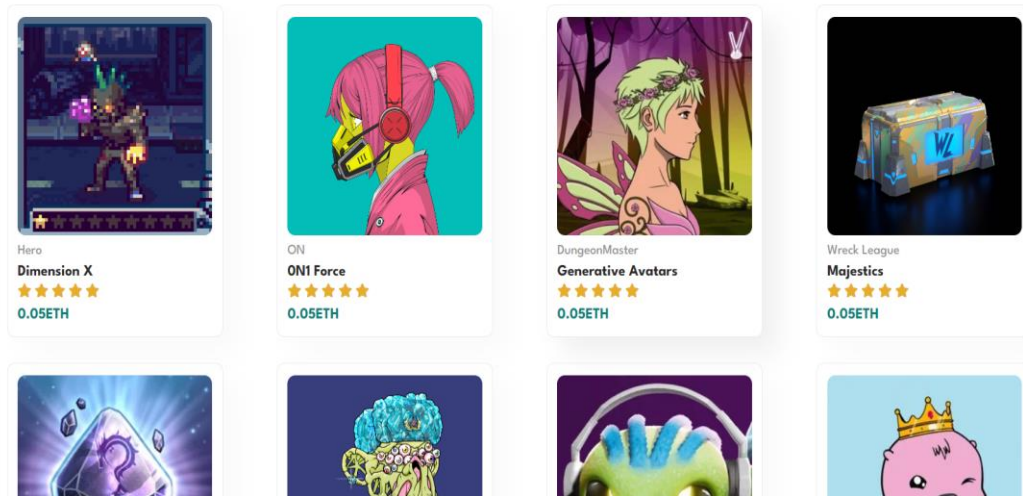 Hero
Dimension X
0.05ETH
ON
0N1 Force
0.05ETH
DungeonMaster
Generative Avatars
0.05ETH
WL
Wreck League
Majestics
0.05ETH